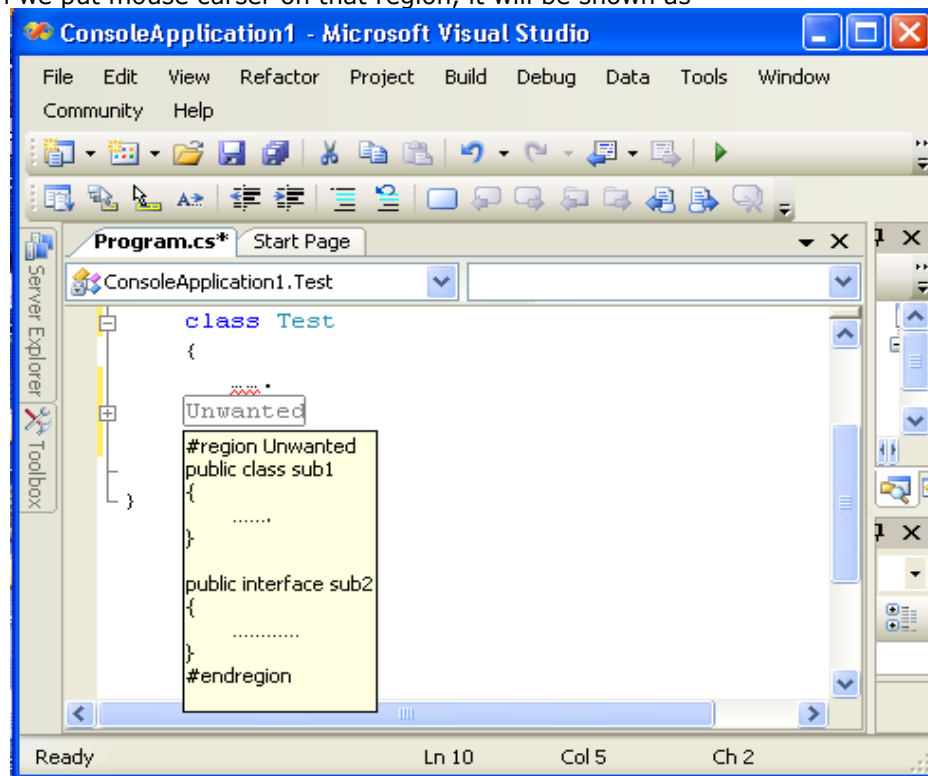 we put mouse carser on that region, it will be shown as
ConsoleApplication1 - Microsoft Visual Studio
File Edit View Refactor Project Build Debug Data Tools Window
Community Help
Program.cs* Start Page
ConsoleApplication1.Test
Server Explorer
Toolbox
class Test
{
…….
Unwanted
#region Unwanted
public class sub1
{
…….
}
public interface sub2
{
…………
}
#endregion
}
Ready Ln 10 Col 5 Ch 2